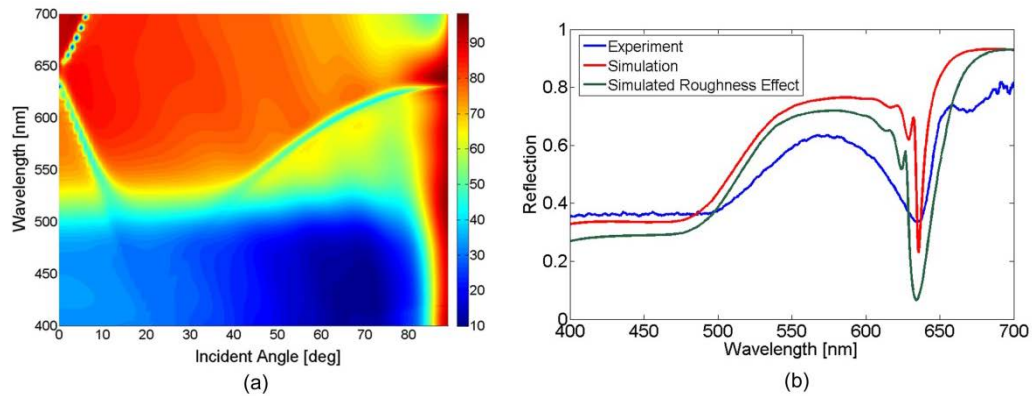 700
650
600
550
500
450
400
Wavelength [nm]
0 10 20 30 40 50 60 70 80
Incident Angle [deg]
90
80
70
60
50
40
30
20
10
(a)
1
0.8
0.6
0.4
0.2
0
Reflection
Experiment
Simulation
Simulated Roughness Effect
400 450 500 550 600 650 700
Wavelength [nm]
(b)